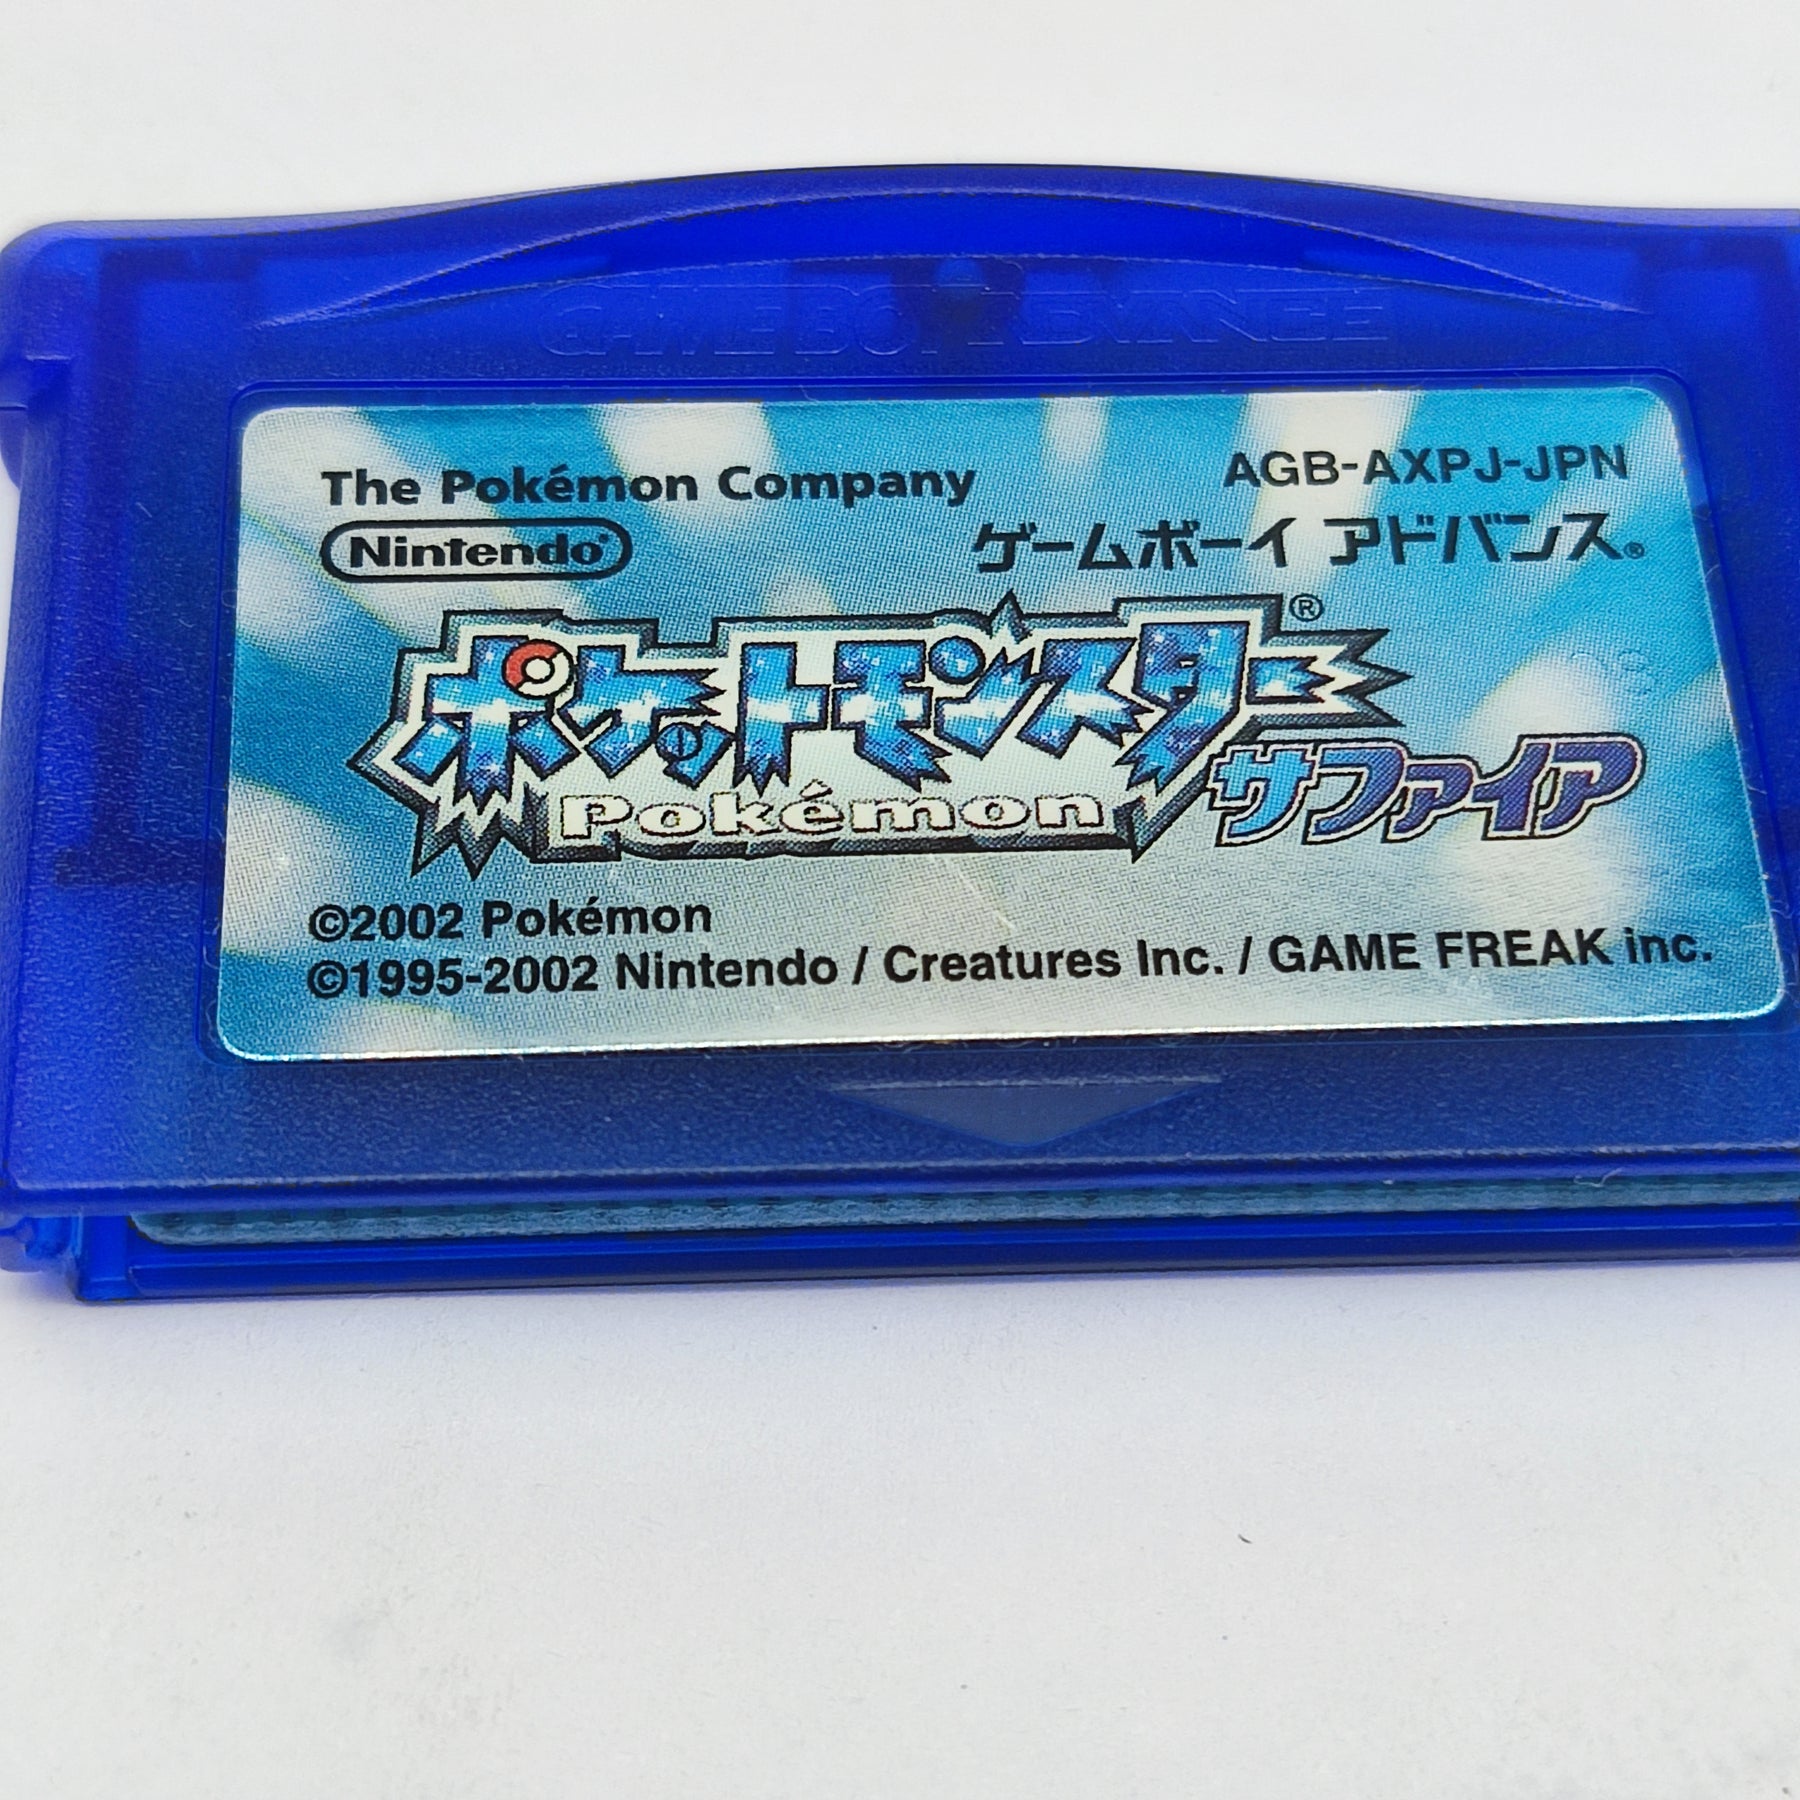 GAME BOY ADVANCE
The Pokémon Company
AGB-AXPJ-JPN
Nintendo®
ゲームボーイ アドバンス®
ポケットモンスター®
Pokémon
サファイア
©2002 Pokémon
©1995-2002 Nintendo / Creatures Inc. / GAME FREAK inc.